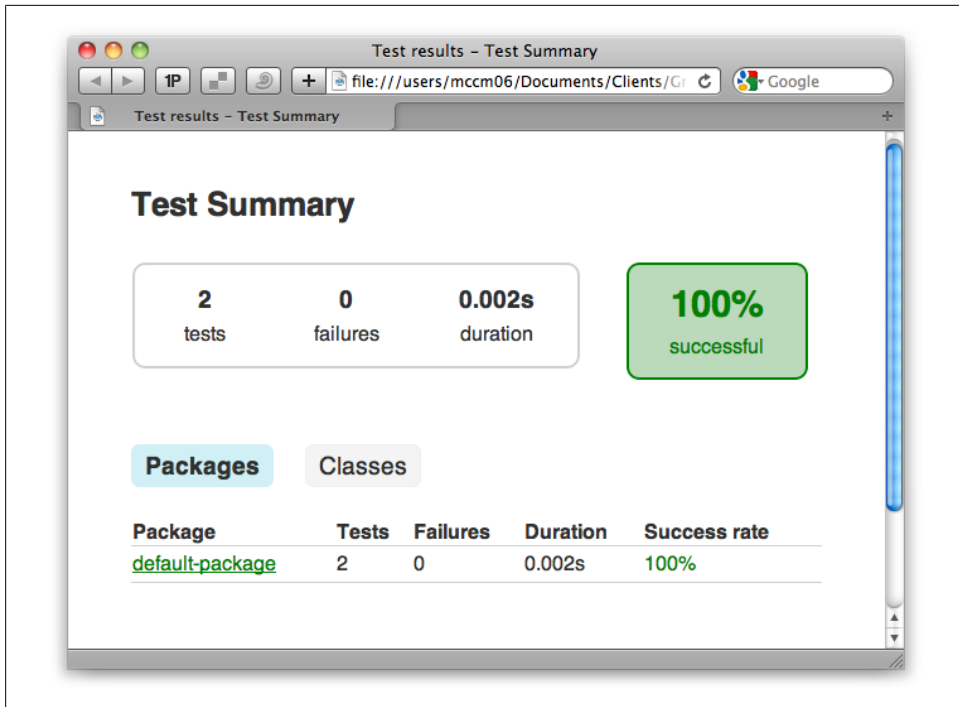 Test results – Test Summary
1P + file:///users/mccm06/Documents/Clients/Gr Google
Test results – Test Summary +
Test Summary
2 0 0.002s 100%
tests failures duration successful
Packages Classes
Package Tests Failures Duration Success rate
default-package 2 0 0.002s 100%